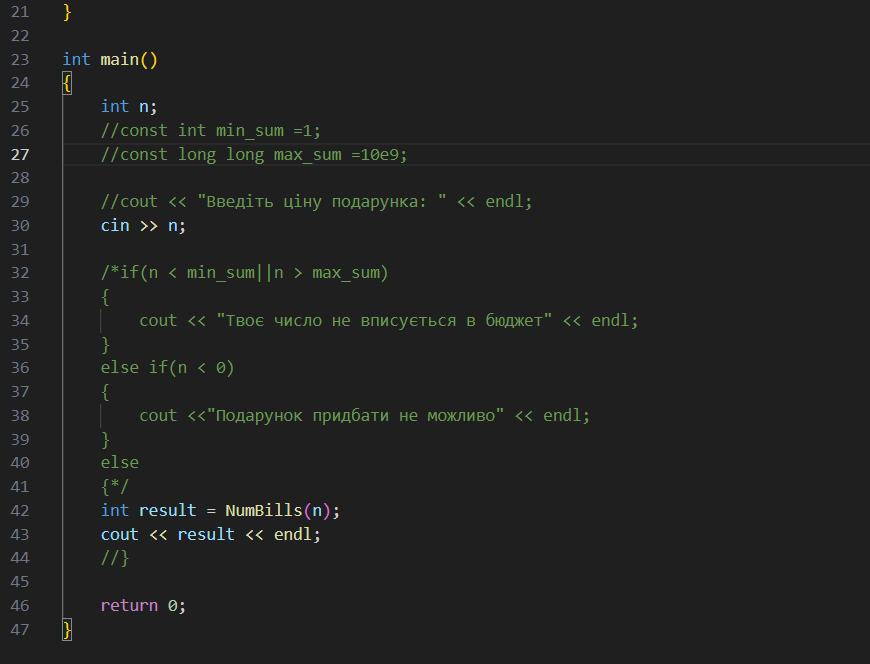 21 }
22
23 int main()
24 {
25 int n;
26 //const int min_sum =1;
27 //const long long max_sum =10e9;
28
29 //cout << "Введіть ціну подарунка: " << endl;
30 cin >> n;
31
32 /*if(n < min_sum||n > max_sum)
33 {
34 cout << "Твоє число не вписується в бюджет" << endl;
35 }
36 else if(n < 0)
37 {
38 cout <<"Подарунок придбати не можливо" << endl;
39 }
40 else
41 {*/
42 int result = NumBills(n);
43 cout << result << endl;
44 //}
45
46 return 0;
47 }